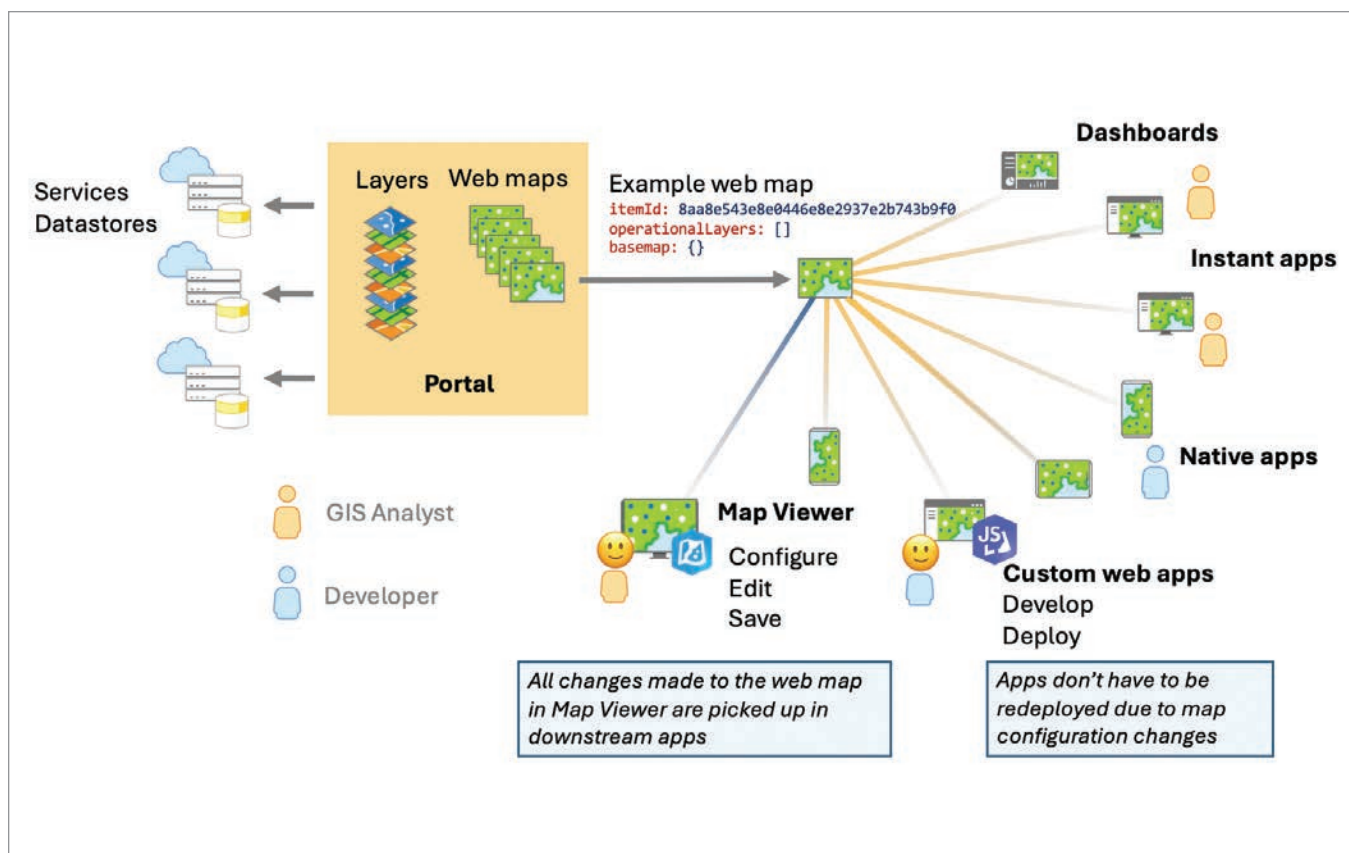 Services
Datastores
Layers
Web maps
Portal
Example web map
itemId: 8aa8e543e8e0446e8e2937e2b743b9f0
operationalLayers: []
basemap: {}
Dashboards
Instant apps
Native apps
GIS Analyst
Developer
Map Viewer
Configure
Edit
Save
JS
Custom web apps
Develop
Deploy
All changes made to the web map
in Map Viewer are picked up in
downstream apps
Apps don’t have to be
redeployed due to map
configuration changes